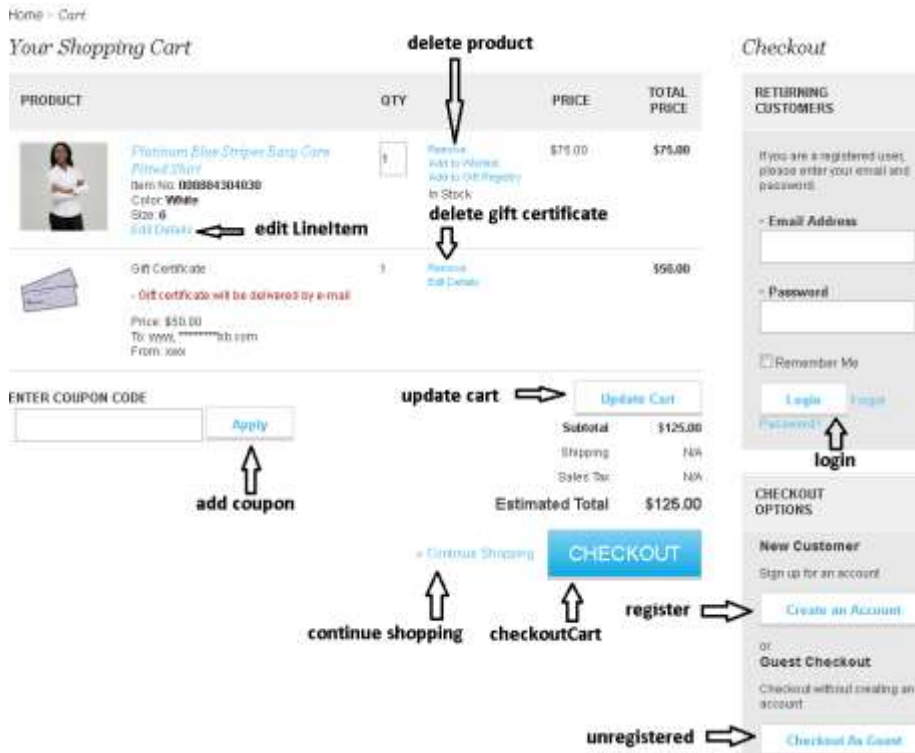 Home > Cart
Your Shopping Cart
delete product
Checkout
PRODUCT
QTY
PRICE
TOTAL PRICE
RETURNING CUSTOMERS
Platinum Blue Stripes Easy Care
Fitted Shirt
Item No: 000884304030
Color: White
Size: 6
Edit Details
edit LineItem
1
Remove
Add to Wishlist
Add to Gift Registry
In Stock
$75.00
$75.00
delete gift certificate
Gift Certificate
- Gift certificate will be delivered by e-mail
Price: $50.00
From: xxx
1
Remove
Edit Details
$50.00
If you are a registered user,
please enter your email and
password.
Email Address
Password
Remember Me
Login
Forgot
Password?
login
ENTER COUPON CODE
Apply
add coupon
update cart
Update Cart
Subtotal $125.00
Shipping N/A
Sales Tax N/A
Estimated Total $125.00
« Continue Shopping
CHECKOUT
continue shopping
checkoutCart
CHECKOUT
OPTIONS
New Customer
Sign up for an account
register
Create an Account
or
Guest Checkout
Checkout without creating an
account
unregistered
Checkout As Guest